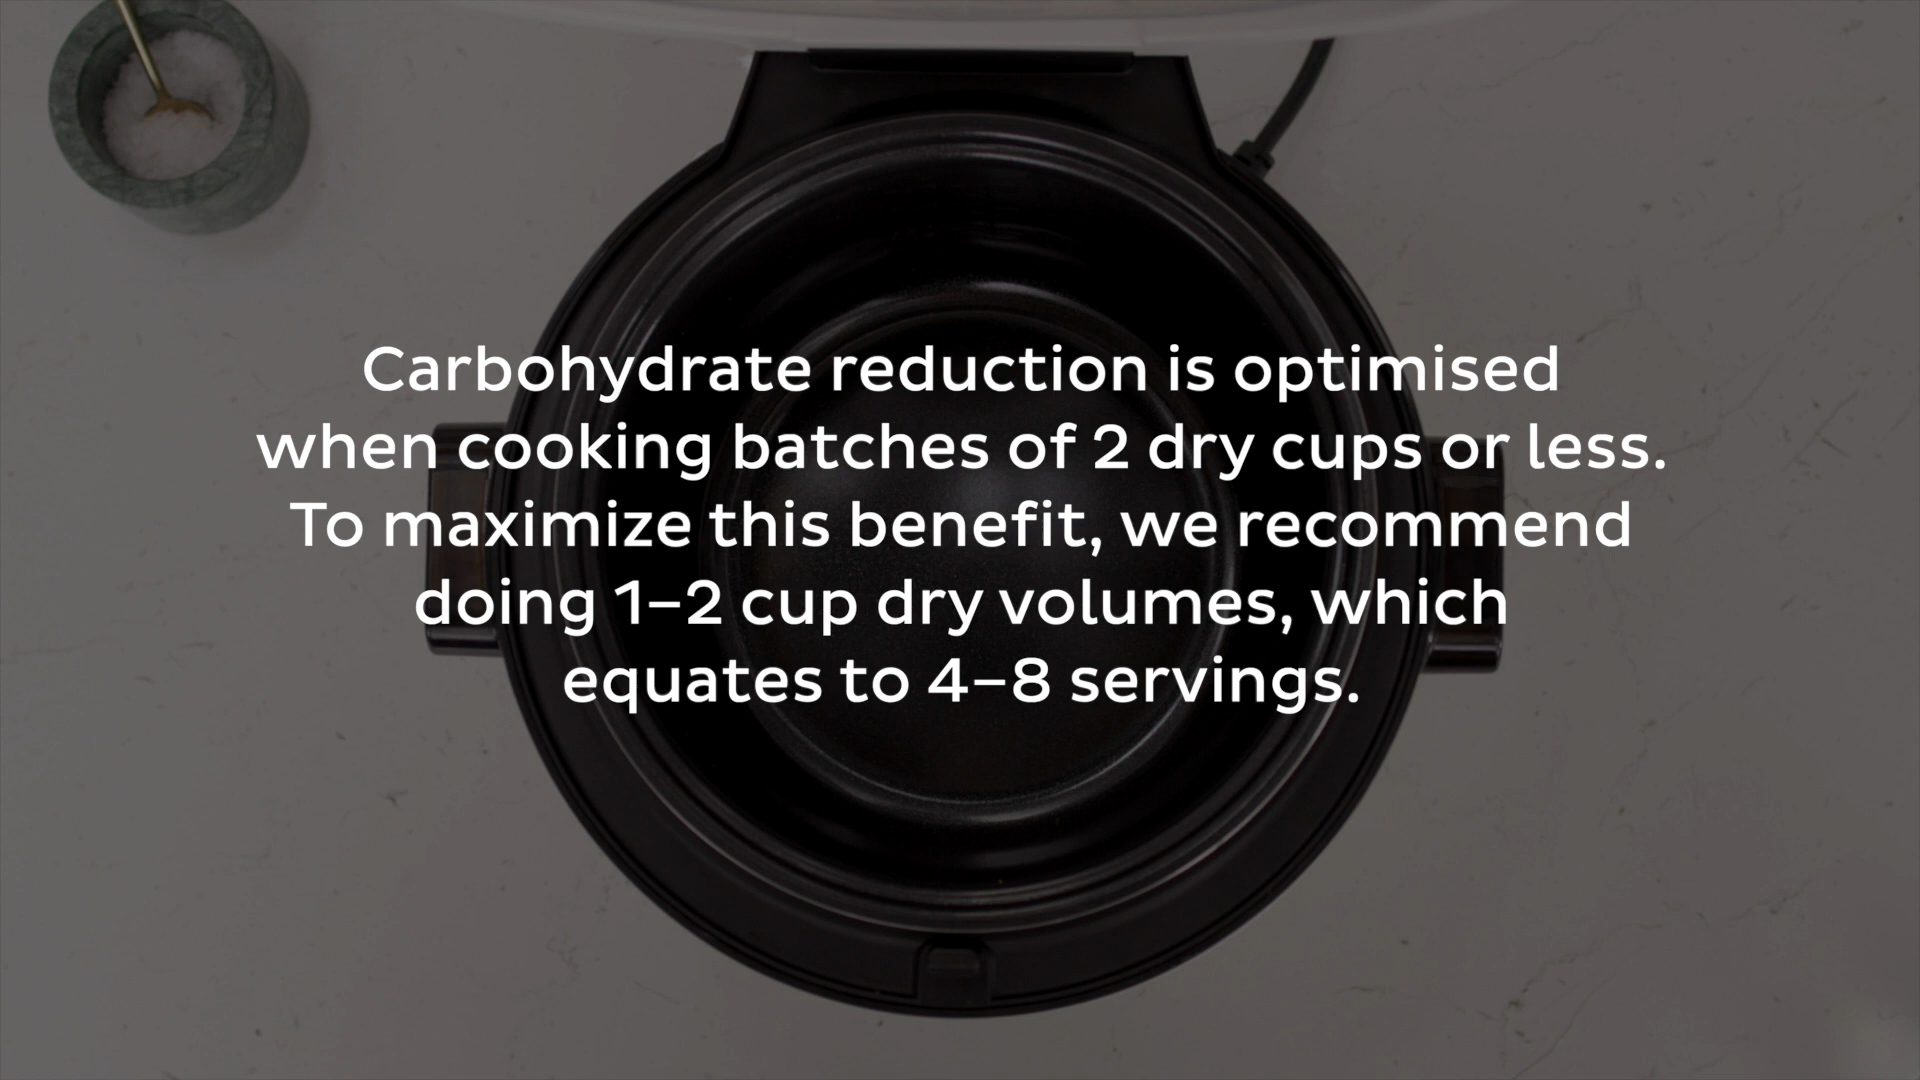 Carbohydrate reduction is optimised
when cooking batches of 2 dry cups or less.
To maximize this benefit, we recommend
doing 1–2 cup dry volumes, which
equates to 4–8 servings.